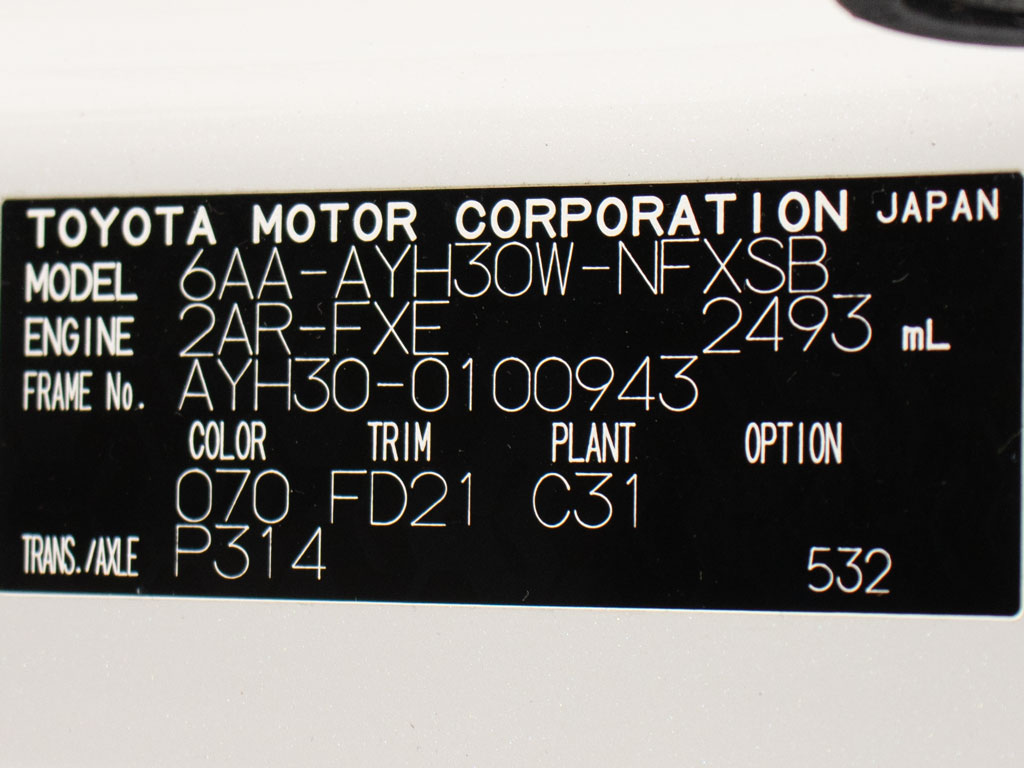 TOYOTA MOTOR CORPORATION JAPAN
MODEL 6AA-AYH30W-NFXSB
ENGINE 2AR-FXE 2493 mL
FRAME No. AYH30-0100943
COLOR TRIM PLANT OPTION
070 FD21 C31
TRANS./AXLE P314 532